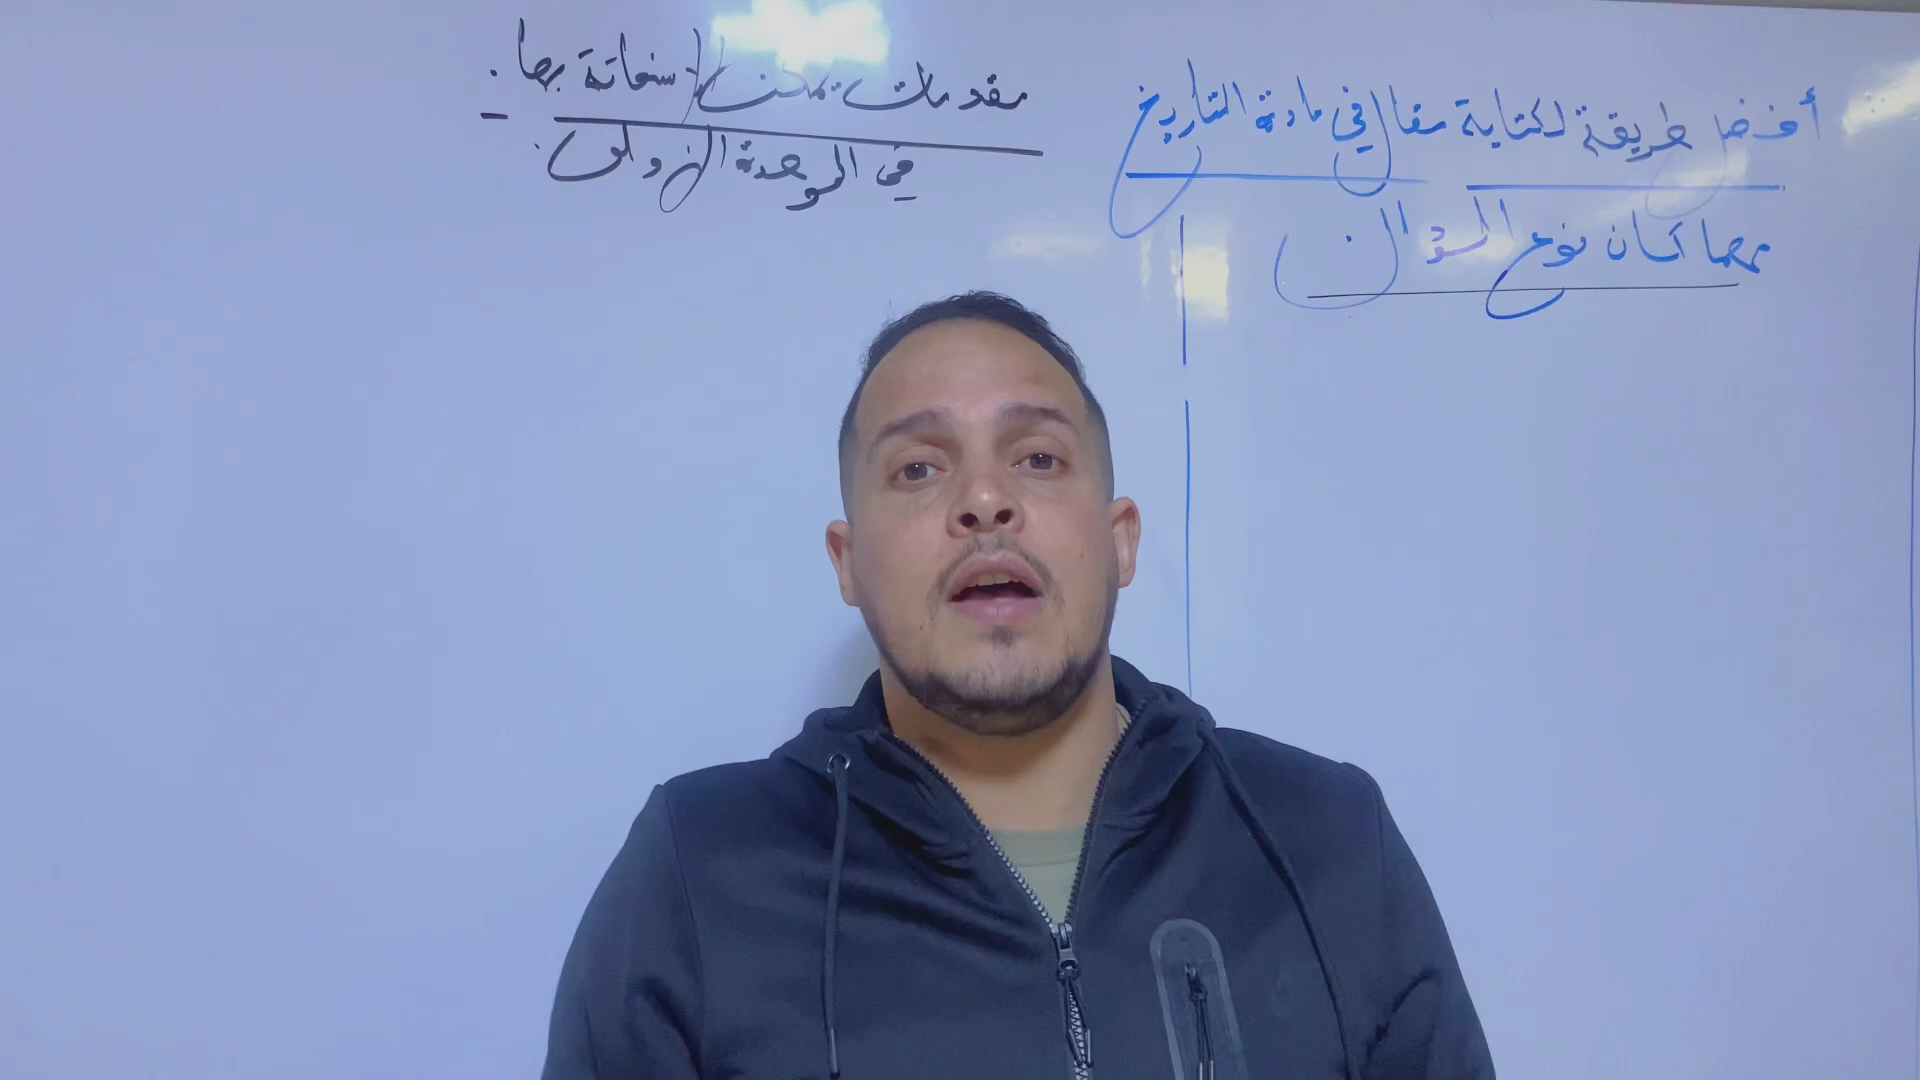 أفضل طريقة لكتابة مقال في مادة التاريخ
مهما كان نوع السؤال
مقدمات يمكن الاستعانة بها.
في الوحدة الأولى.